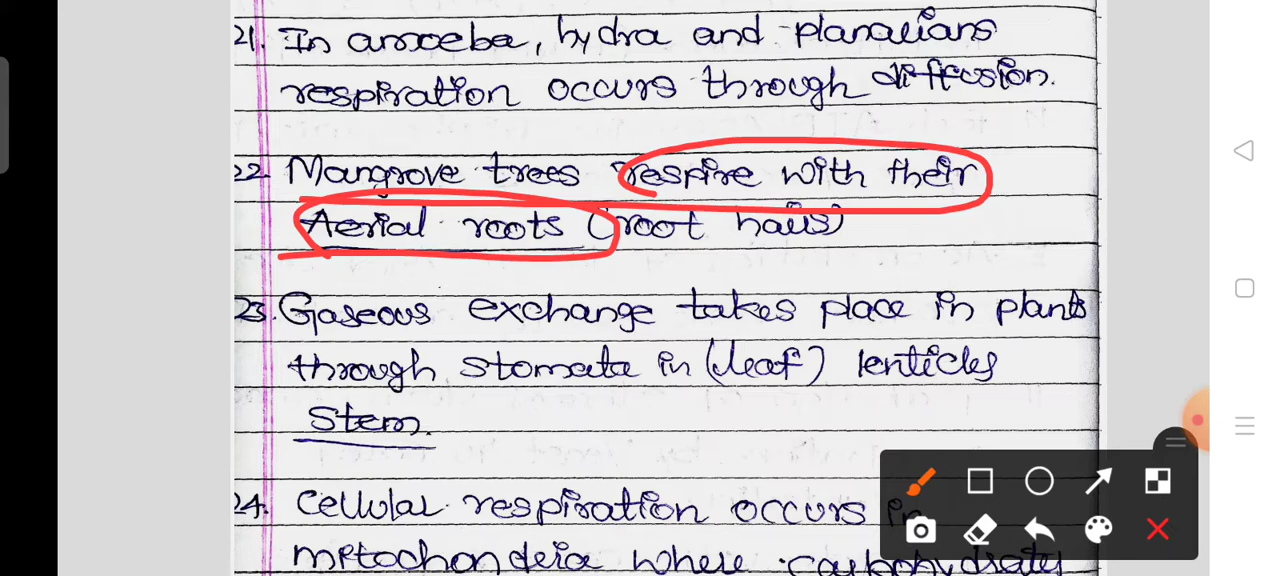 21. In amoeba, hydra and planarians
respiration occurs through diffusion.
22. Mangrove trees respire with their
Aerial roots (root hairs)
23. Gaseous exchange takes place in plants
through stomata in (leaf) lenticles
Stem.
24. Cellular respiration occurs in
mitochondria where carbohydrates